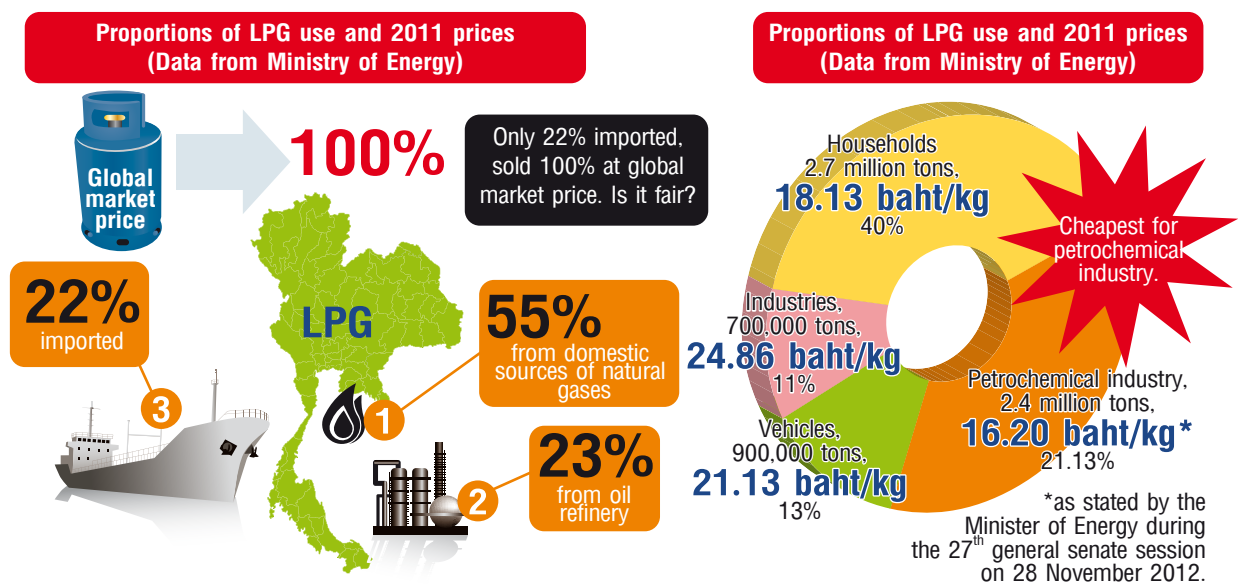 Proportions of LPG use and 2011 prices
(Data from Ministry of Energy)
Global
market
price
100%
Only 22% imported,
sold 100% at global
market price. Is it fair?
22%
imported
LPG
55%
from domestic
sources of natural
gases
1
3
23%
from oil
refinery
2
Proportions of LPG use and 2011 prices
(Data from Ministry of Energy)
Households
2.7 million tons,
18.13 baht/kg
40%
Cheapest for
petrochemical
industry.
Industries,
700,000 tons,
24.86 baht/kg
11%
Petrochemical industry,
2.4 million tons,
16.20 baht/kg*
21.13%
Vehicles,
900,000 tons,
21.13 baht/kg
13%
*as stated by the
Minister of Energy during
the 27th general senate session
on 28 November 2012.